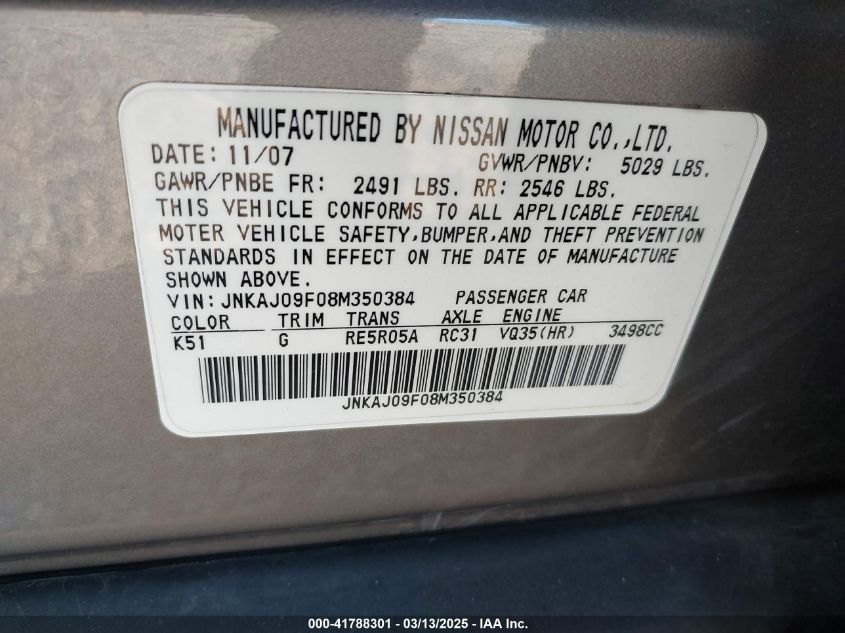 MANUFACTURED BY NISSAN MOTOR CO.,LTD.
DATE: 11/07 GVWR/PNBV: 5029 LBS.
GAWR/PNBE FR: 2491 LBS. RR: 2546 LBS.
THIS VEHICLE CONFORMS TO ALL APPLICABLE FEDERAL
MOTER VEHICLE SAFETY,BUMPER,AND THEFT PREVENTION
STANDARDS IN EFFECT ON THE DATE OF MANUFACTURE
SHOWN ABOVE.
VIN: JNKAJ09F08M350384 PASSENGER CAR
COLOR TRIM TRANS AXLE ENGINE
K51 G RE5R05A RC31 VQ35(HR) 3498CC
JNKAJ09F08M350384
000-41788301 - 03/13/2025 - IAA Inc.